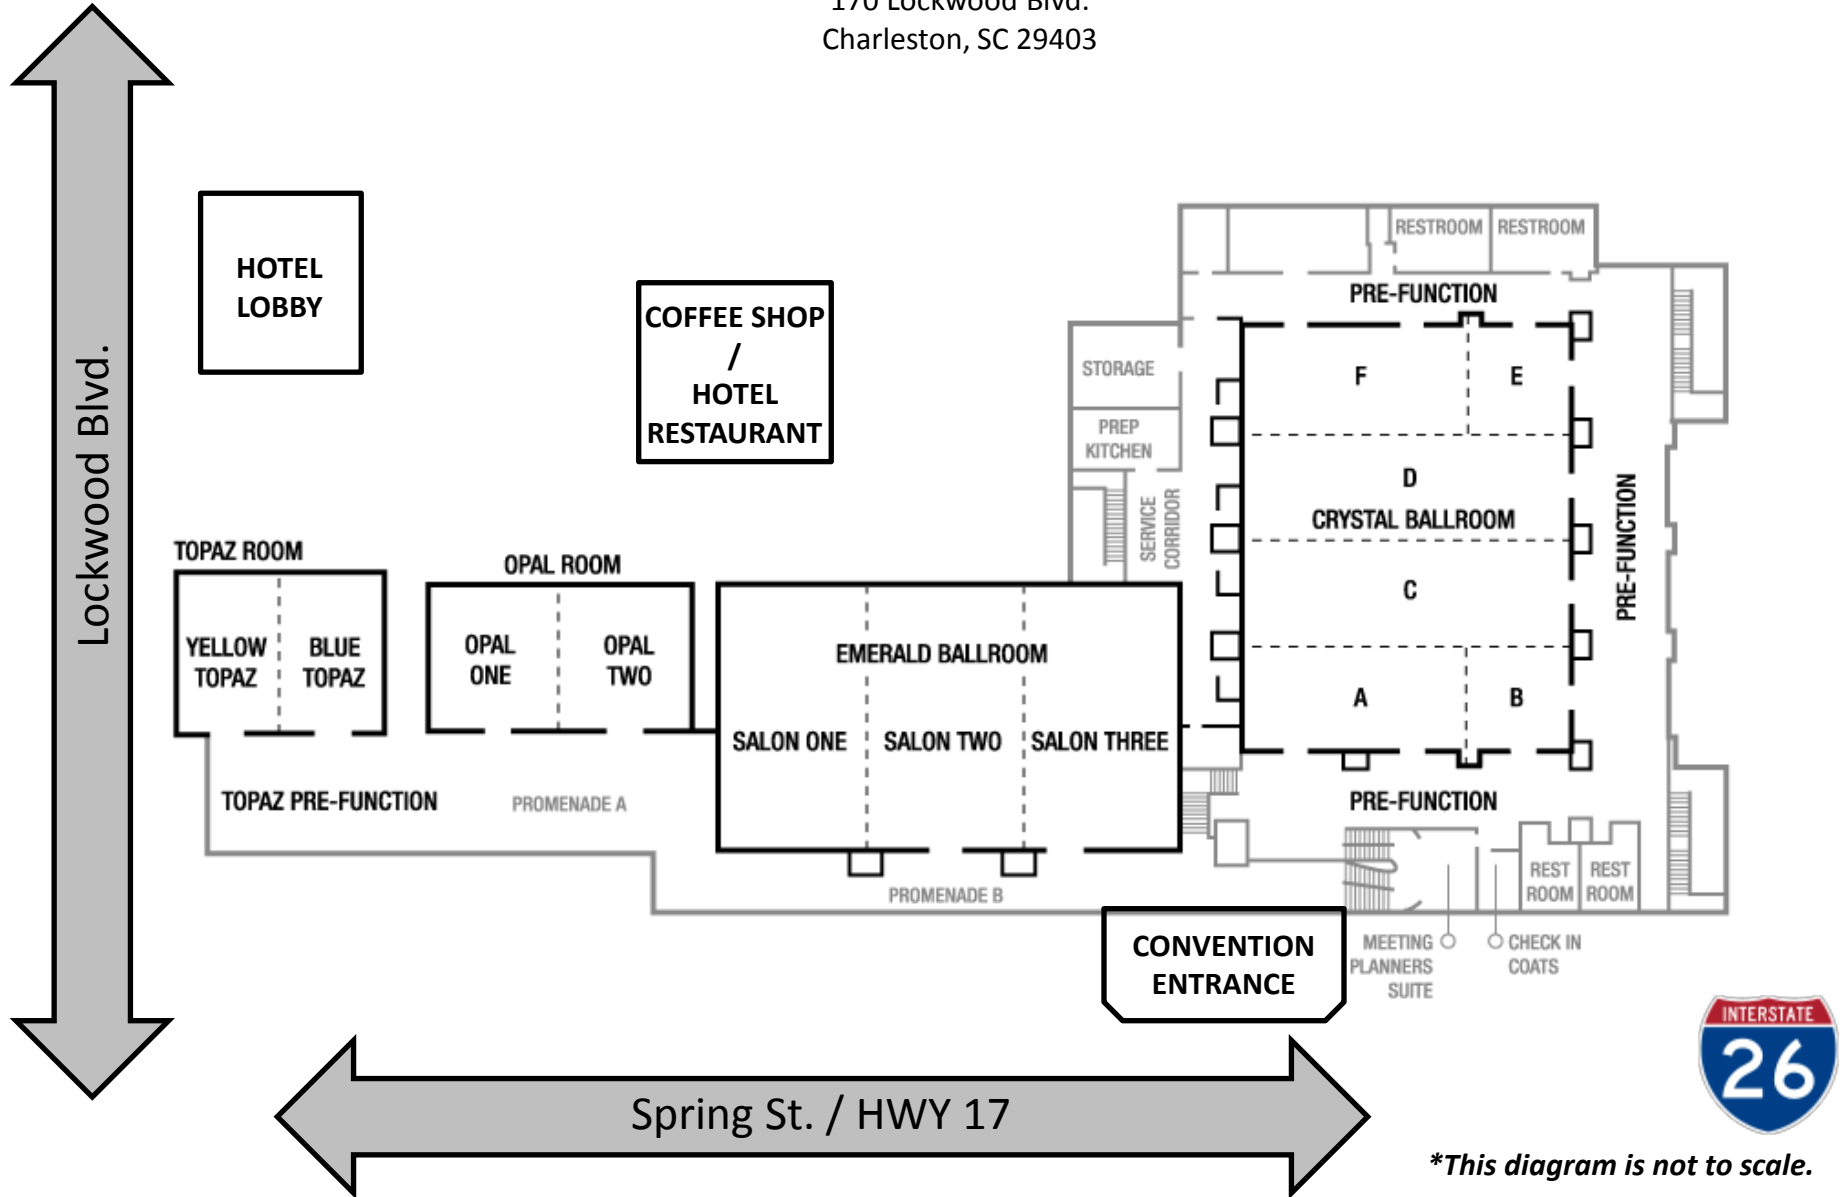 170 Lockwood Blvd.
Charleston, SC 29403
Lockwood Blvd.
HOTEL
LOBBY
COFFEE SHOP
/
HOTEL
RESTAURANT
RESTROOM
RESTROOM
PRE-FUNCTION
STORAGE
PREP
KITCHEN
SERVICE
CORRIDOR
F
E
D
CRYSTAL BALLROOM
C
A
B
PRE-FUNCTION
PRE-FUNCTION
TOPAZ ROOM
YELLOW
TOPAZ
BLUE
TOPAZ
OPAL ROOM
OPAL
ONE
OPAL
TWO
EMERALD BALLROOM
SALON ONE
SALON TWO
SALON THREE
TOPAZ PRE-FUNCTION
PROMENADE A
PROMENADE B
REST
ROOM
REST
ROOM
CONVENTION
ENTRANCE
MEETING
PLANNERS
SUITE
CHECK IN
COATS
INTERSTATE
26
Spring St. / HWY 17
*This diagram is not to scale.